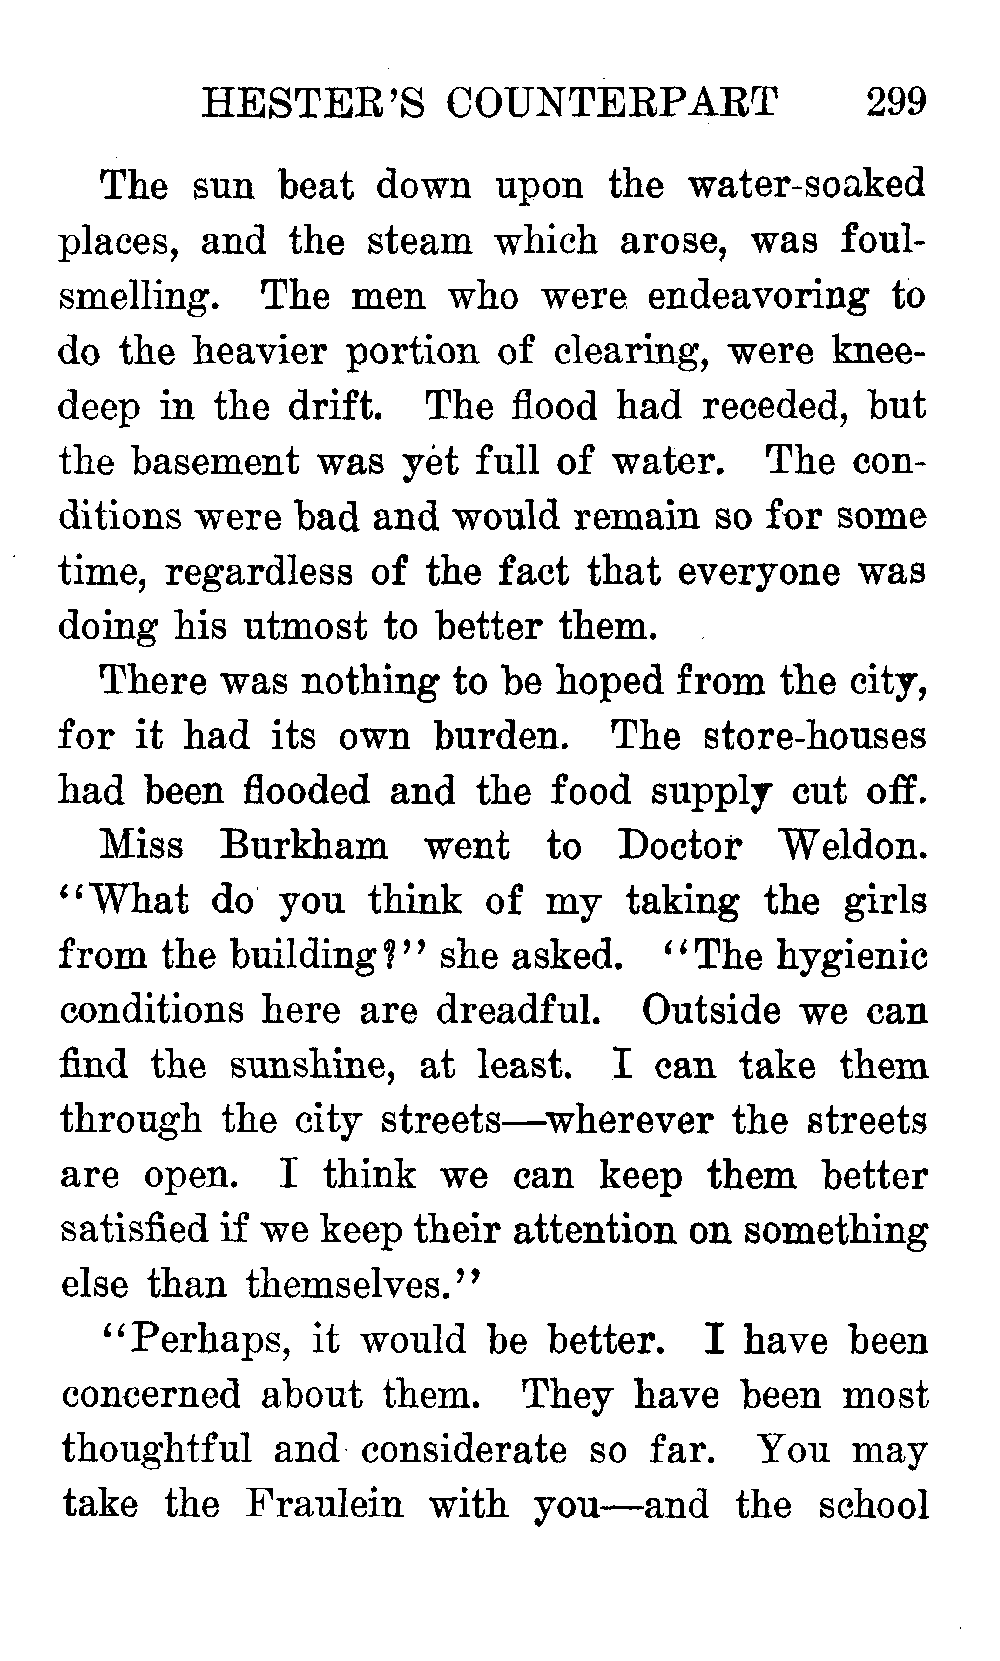 HESTER'S COUNTERPART 299
The sun beat down upon the water-soaked
places, and the steam which arose, was foul-
smelling. The men who were endeavoring to
do the heavier portion of clearing, were knee-
deep in the drift. The flood had receded, but
the basement was yet full of water. The con-
ditions were bad and would remain so for some
time, regardless of the fact that everyone was
doing his utmost to better them.
There was nothing to be hoped from the city,
for it had its own burden. The store-houses
had been flooded and the food supply cut off.
Miss Burkham went to Doctor Weldon.
"What do you think of my taking the girls
from the building?" she asked. "The hygienic
conditions here are dreadful. Outside we can
find the sunshine, at least. I can take them
through the city streets—wherever the streets
are open. I think we can keep them better
satisfied if we keep their attention on something
else than themselves."
"Perhaps, it would be better. I have been
concerned about them. They have been most
thoughtful and considerate so far. You may
take the Fraulein with you—and the school